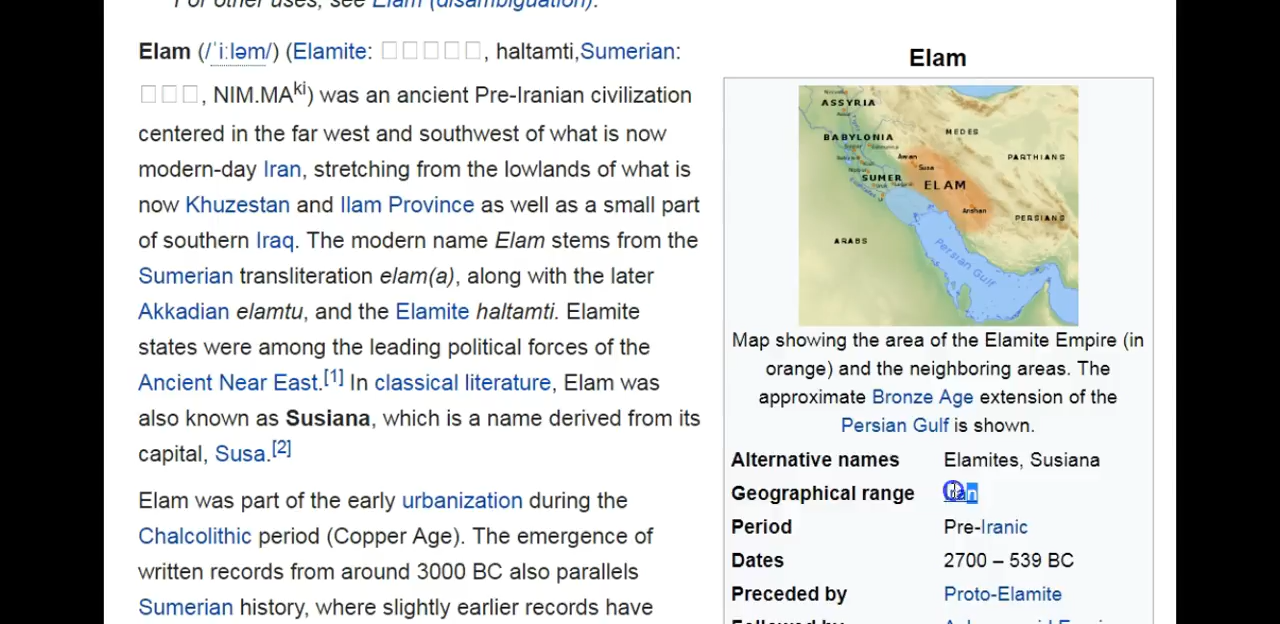 For other uses, see Elam (disambiguation).
Elam (/ˈiːləm/) (Elamite: □□□□□, haltamti,Sumerian:
□□□, NIM.MAki) was an ancient Pre-Iranian civilization
centered in the far west and southwest of what is now
modern-day Iran, stretching from the lowlands of what is
now Khuzestan and Ilam Province as well as a small part
of southern Iraq. The modern name Elam stems from the
Sumerian transliteration elam(a), along with the later
Akkadian elamtu, and the Elamite haltamti. Elamite
states were among the leading political forces of the
Ancient Near East.[1] In classical literature, Elam was
also known as Susiana, which is a name derived from its
capital, Susa.[2]
Elam was part of the early urbanization during the
Chalcolithic period (Copper Age). The emergence of
written records from around 3000 BC also parallels
Sumerian history, where slightly earlier records have
Elam
ASSYRIA
MEDES
BABYLONIA
PARTHIANS
Awan
Susa
SUMER
ELAM
Anshan
PERSIANS
ARABS
Persian Gulf
Map showing the area of the Elamite Empire (in
orange) and the neighboring areas. The
approximate Bronze Age extension of the
Persian Gulf is shown.
Alternative names Elamites, Susiana
Geographical range Iran
Period Pre-Iranic
Dates 2700 – 539 BC
Preceded by Proto-Elamite